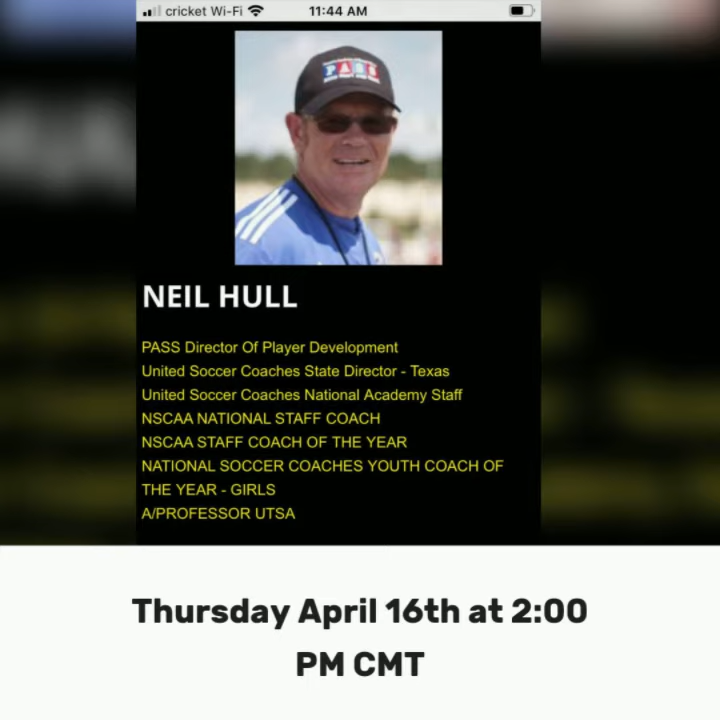 cricket Wi-Fi 11:44 AM
PASS
NEIL HULL
PASS Director Of Player Development
United Soccer Coaches State Director - Texas
United Soccer Coaches National Academy Staff
NSCAA NATIONAL STAFF COACH
NSCAA STAFF COACH OF THE YEAR
NATIONAL SOCCER COACHES YOUTH COACH OF
THE YEAR - GIRLS
A/PROFESSOR UTSA
Thursday April 16th at 2:00
PM CMT